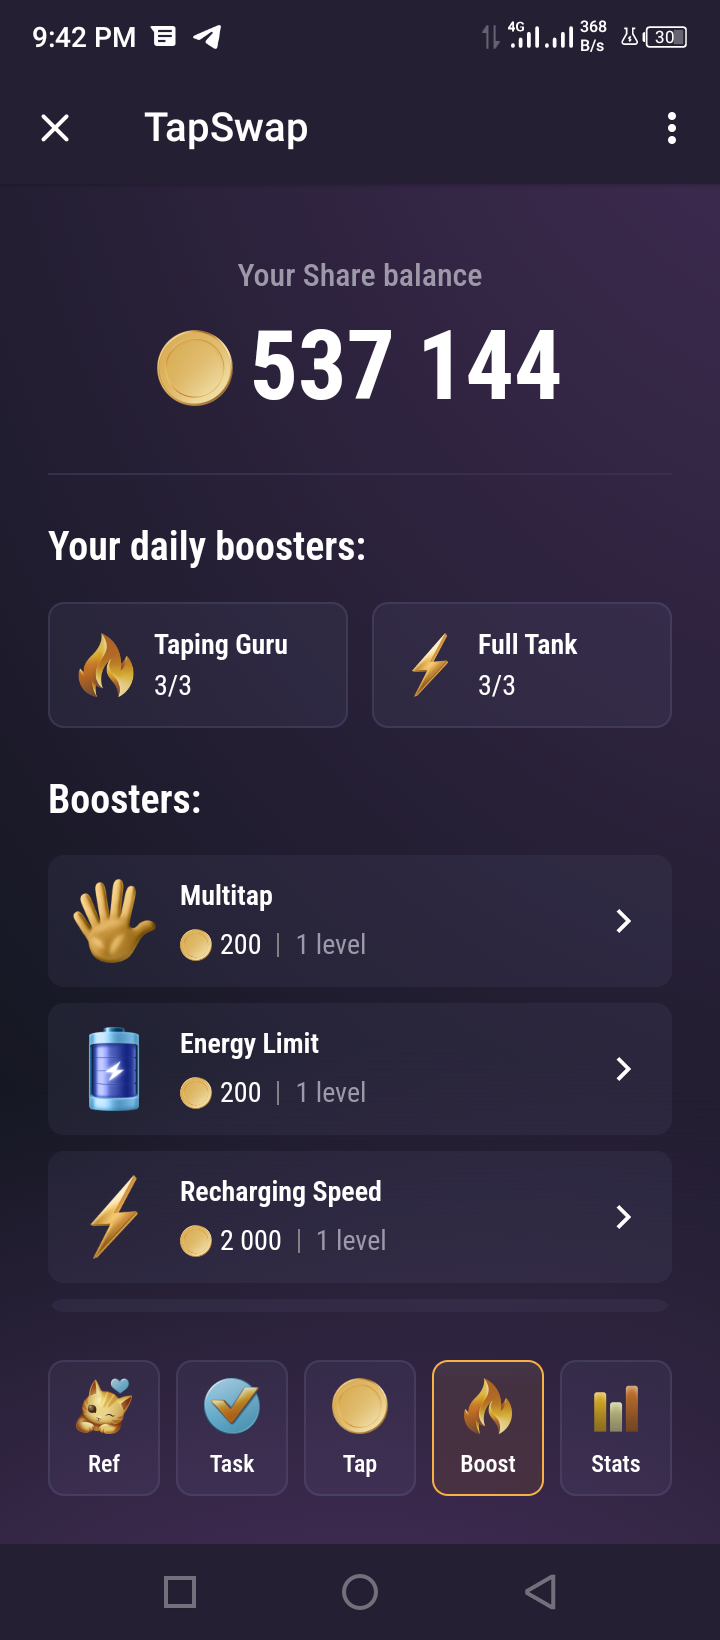 9:42 PM 4G 368 B/s 30
TapSwap
Your Share balance
537 144
Your daily boosters:
Taping Guru
3/3
Full Tank
3/3
Boosters:
Multitap
200 | 1 level
Energy Limit
200 | 1 level
Recharging Speed
2 000 | 1 level
Ref Task Tap Boost Stats